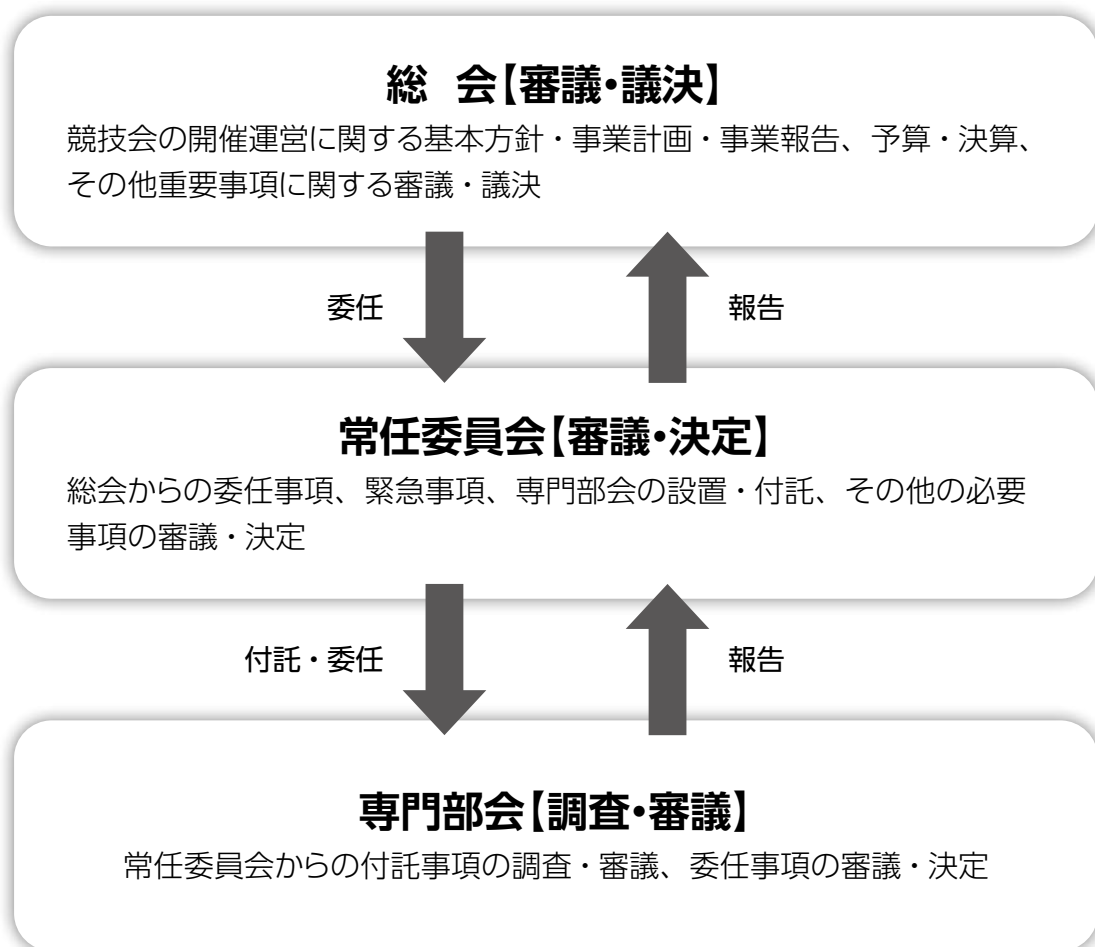 総 会【審議・議決】
競技会の開催運営に関する基本方針・事業計画・事業報告、予算・決算、
その他重要事項に関する審議・議決
委任
報告
常任委員会【審議・決定】
総会からの委任事項、緊急事項、専門部会の設置・付託、その他の必要
事項の審議・決定
付託・委任
報告
専門部会【調査・審議】
常任委員会からの付託事項の調査・審議、委任事項の審議・決定